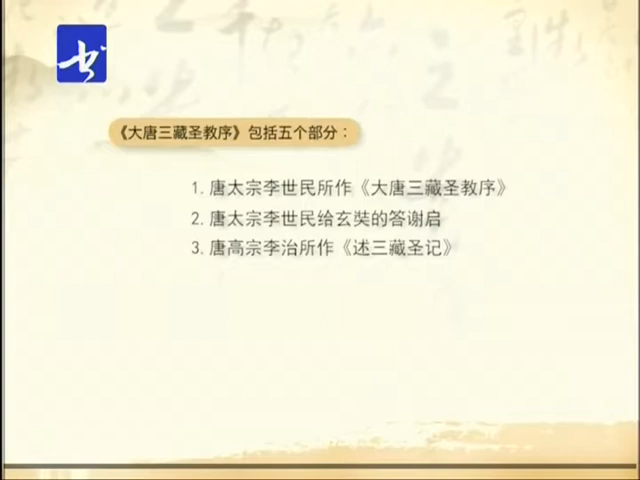 书
《大唐三藏圣教序》包括五个部分：
1. 唐太宗李世民所作《大唐三藏圣教序》
2. 唐太宗李世民给玄奘的答谢启
3. 唐高宗李治所作《述三藏圣记》